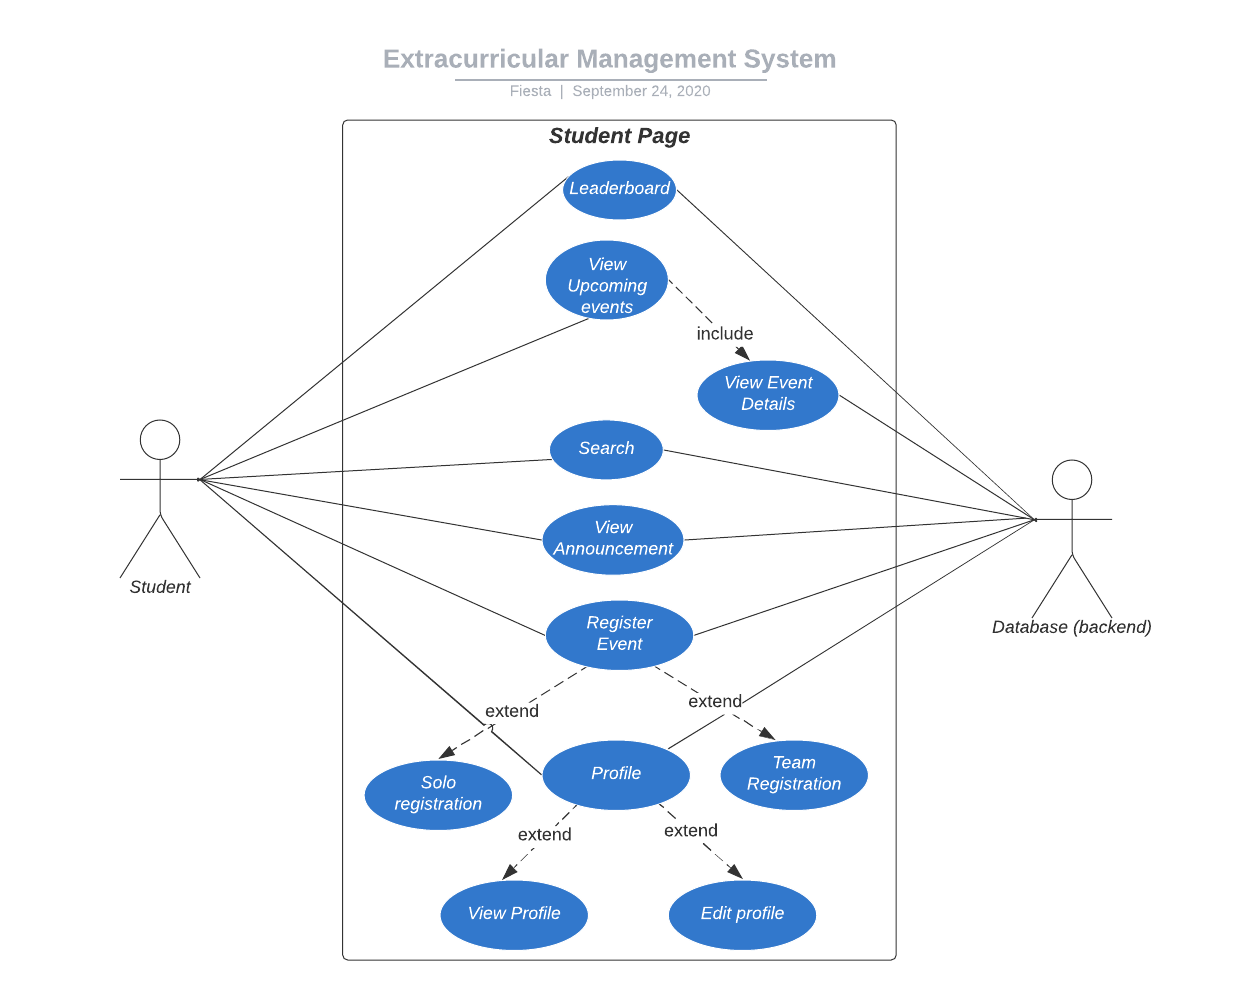 Extracurricular Management System
Fiesta | September 24, 2020
Student Page
Leaderboard
View
Upcoming
events
include
View Event
Details
Search
View
Announcement
Student
Database (backend)
Register
Event
extend
extend
Solo
registration
Profile
Team
Registration
extend
extend
View Profile
Edit profile